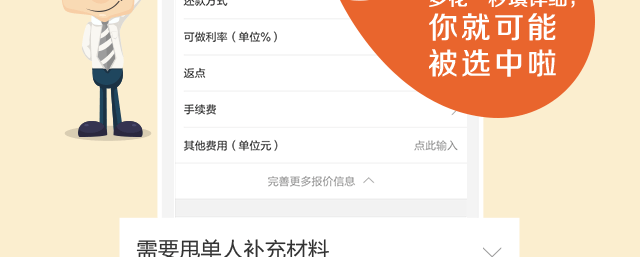 还款方式
多花一秒填详细，
你就可能
被选中啦
可做利率（单位%）
返点
手续费
其他费用（单位元） 点此输入
完善更多报价信息
需要用单人补充材料